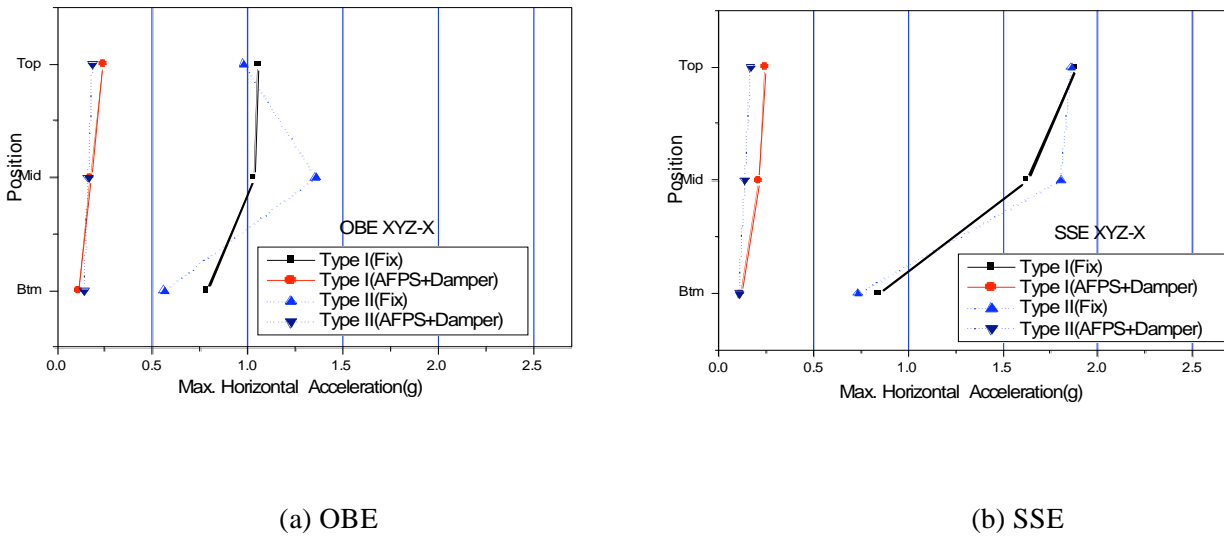 Top
Mid
Btm
Position
OBE XYZ-X
Type I(Fix)
Type I(AFPS+Damper)
Type II(Fix)
Type II(AFPS+Damper)
0.0 0.5 1.0 1.5 2.0 2.5
Max. Horizontal Acceleration(g)
(a) OBE
Top
Mid
Btm
Position
SSE XYZ-X
Type I(Fix)
Type I(AFPS+Damper)
Type II(Fix)
Type II(AFPS+Damper)
0.0 0.5 1.0 1.5 2.0 2.5
Max. Horizontal Acceleration(g)
(b) SSE